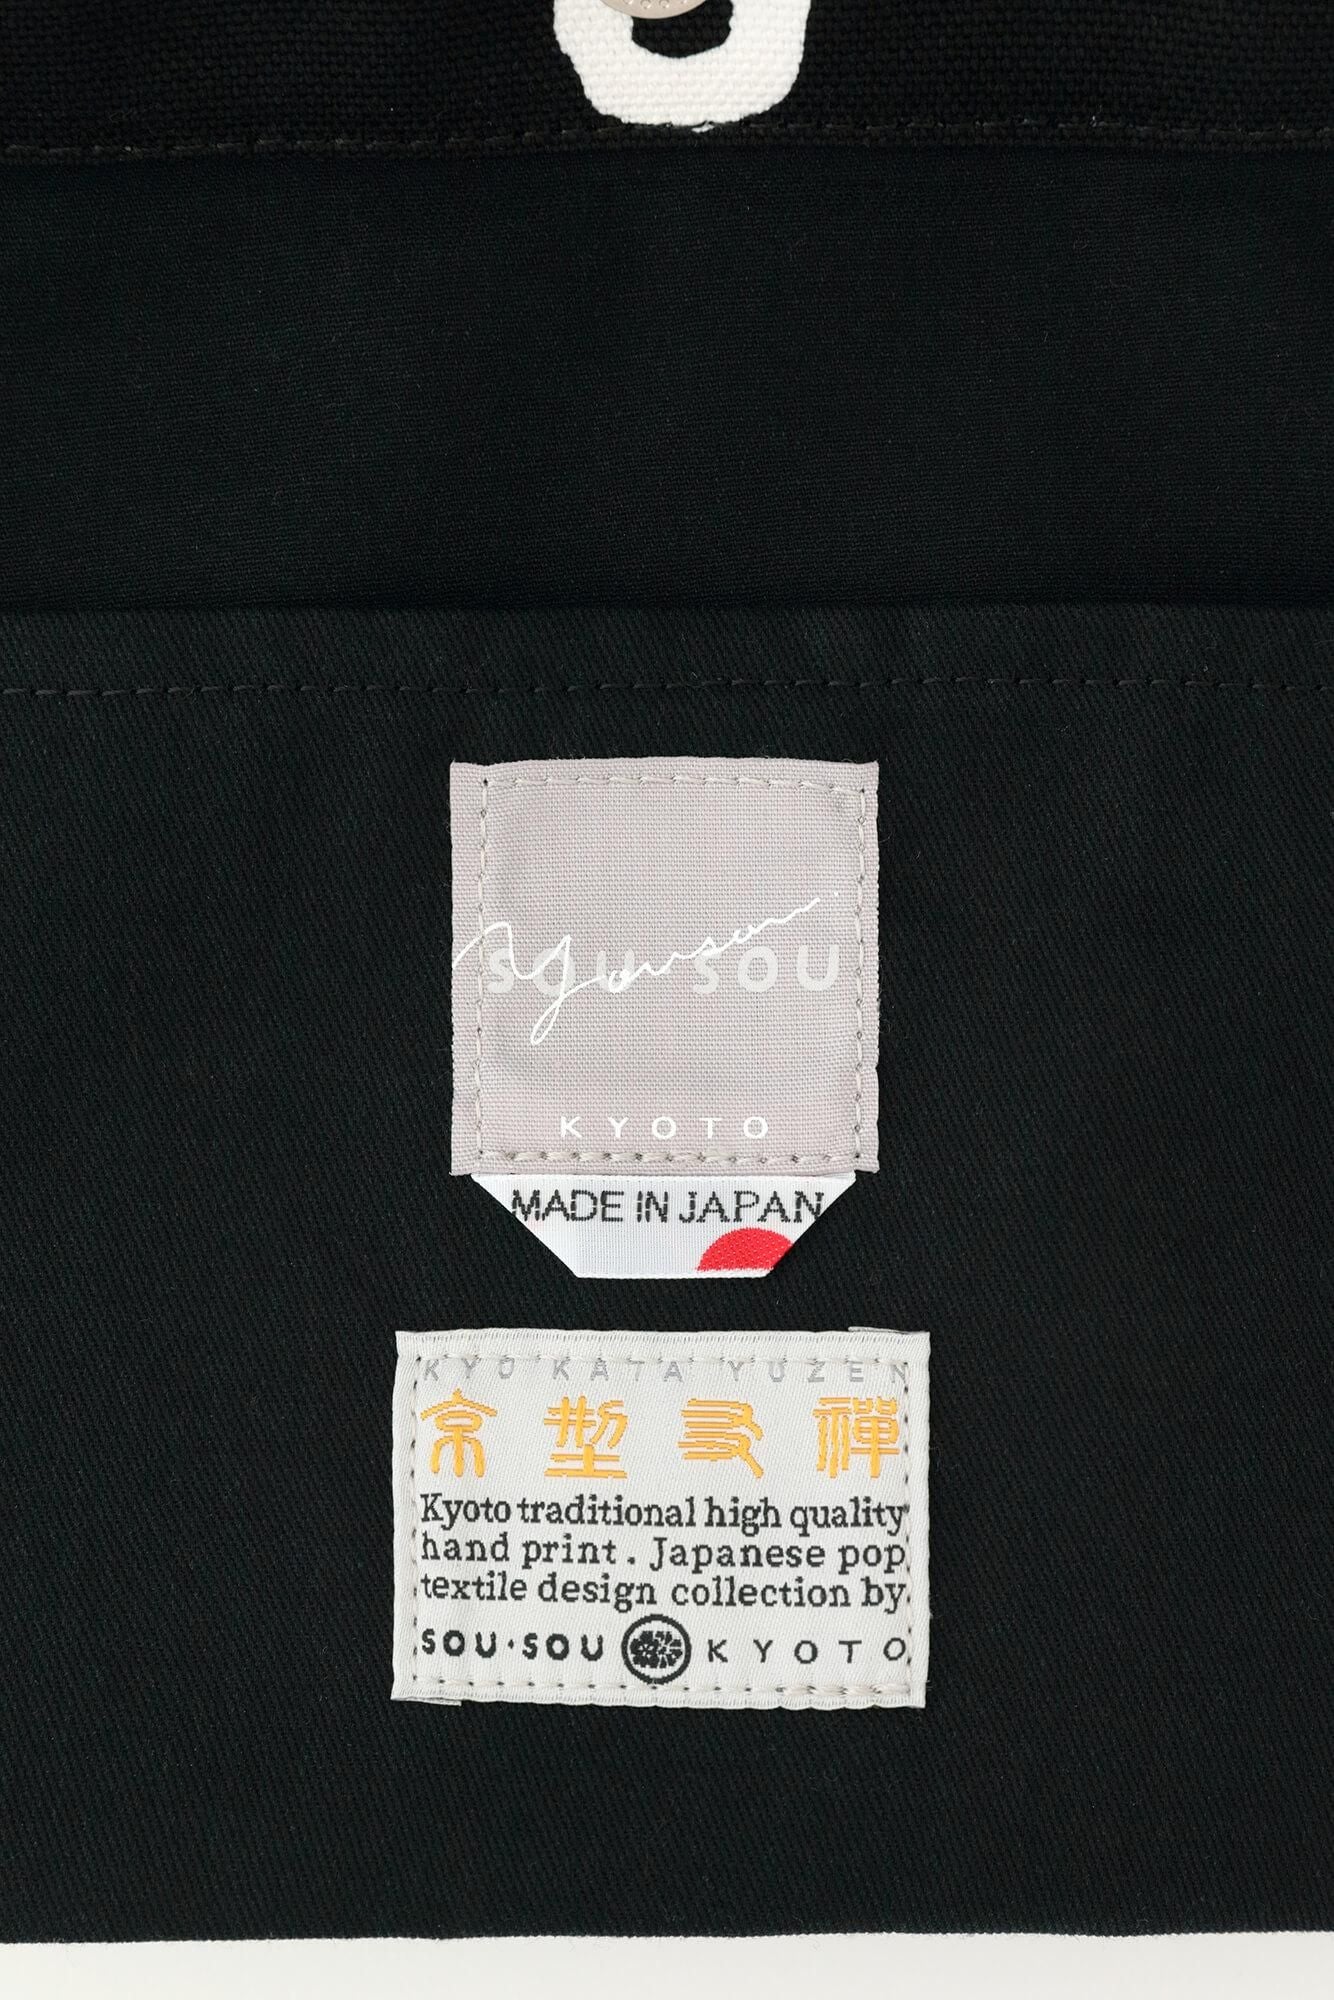 SOU・SOU
yousou.
KYOTO
MADE IN JAPAN
KYO KATA YUZEN
京型友禅
Kyoto traditional high quality
hand print. Japanese pop
textile design collection by
SOU・SOU KYOTO